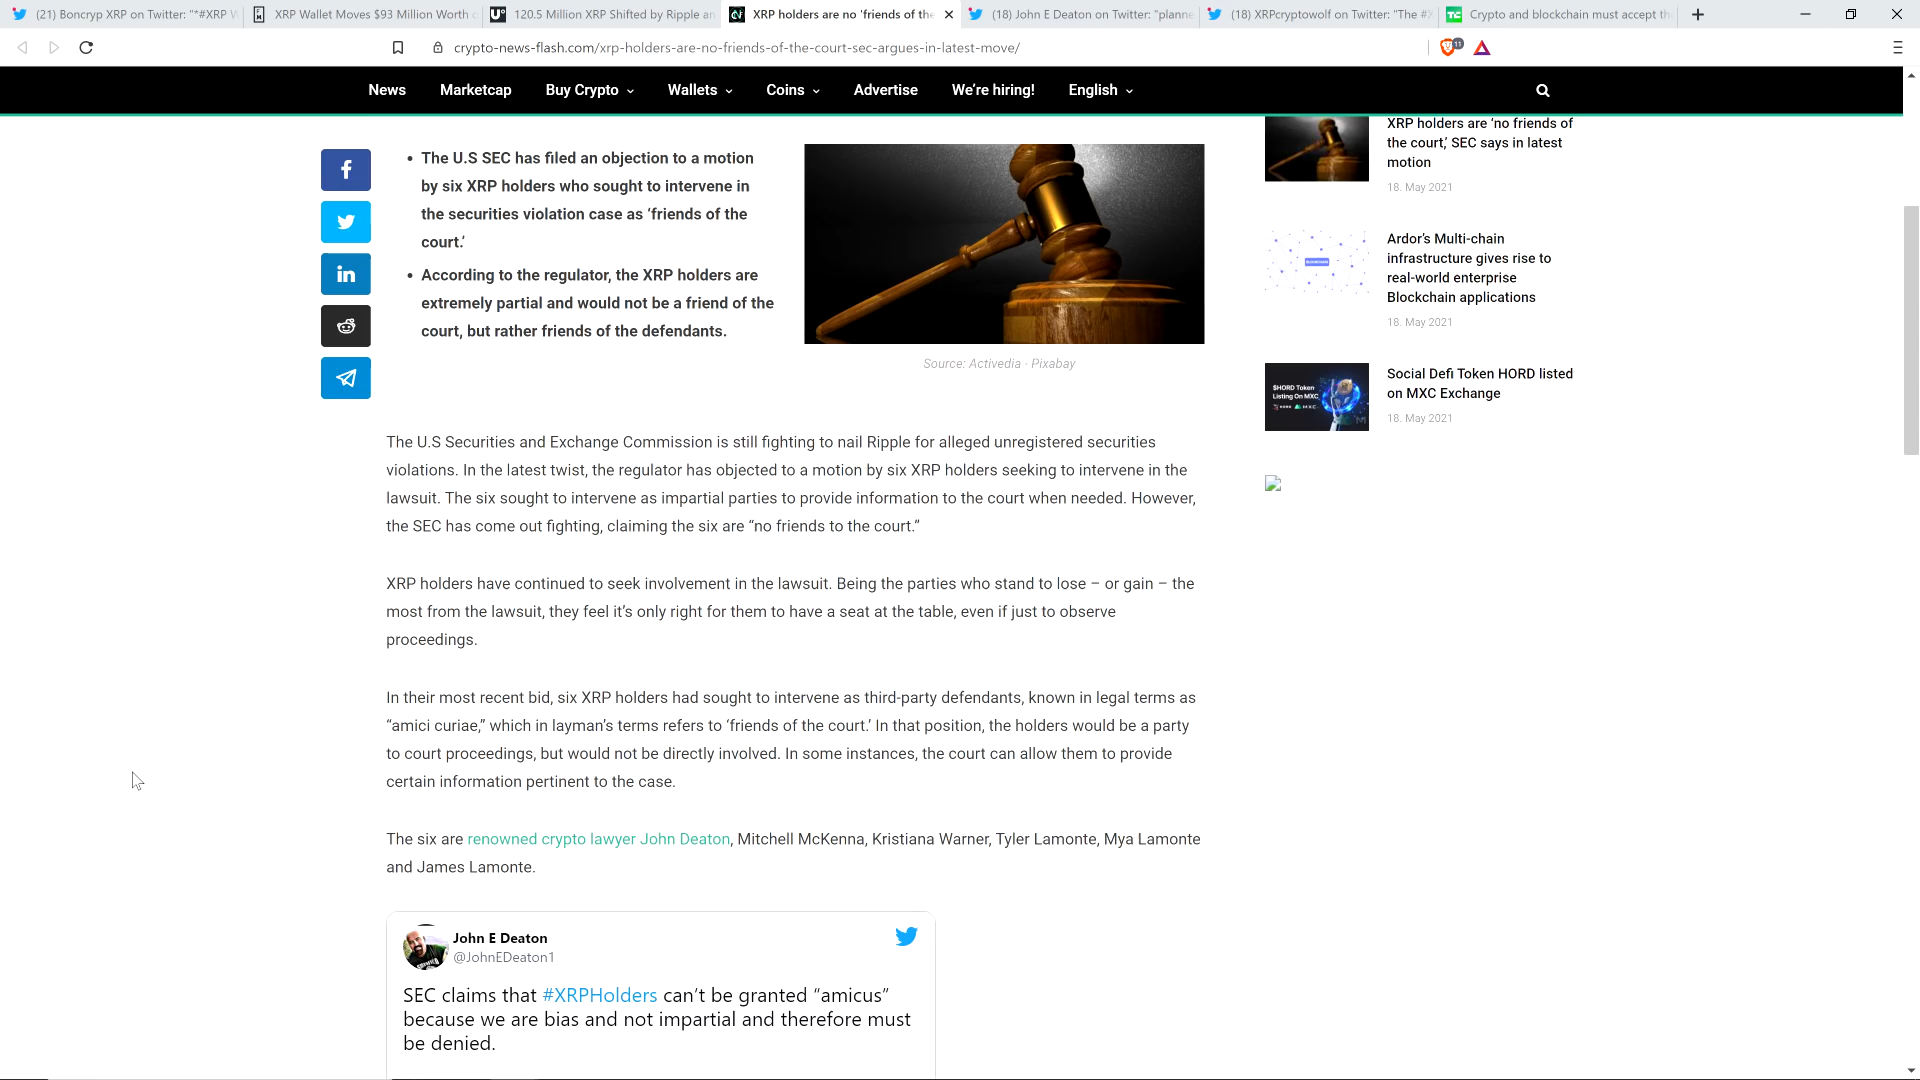 (21) Boncryp XRP on Twitter: "*#XRP W
XRP Wallet Moves $93 Million Worth
120.5 Million XRP Shifted by Ripple an
XRP holders are no 'friends of the
(18) John E Deaton on Twitter: "planne
(18) XRPcryptowolf on Twitter: "The #X
Crypto and blockchain must accept th
crypto-news-flash.com/xrp-holders-are-no-friends-of-the-court-sec-argues-in-latest-move/
11
News
Marketcap
Buy Crypto
Wallets
Coins
Advertise
We're hiring!
English
• The U.S SEC has filed an objection to a motion
by six XRP holders who sought to intervene in
the securities violation case as ‘friends of the
court.’
• According to the regulator, the XRP holders are
extremely partial and would not be a friend of the
court, but rather friends of the defendants.
Source: Activedia - Pixabay
The U.S Securities and Exchange Commission is still fighting to nail Ripple for alleged unregistered securities
violations. In the latest twist, the regulator has objected to a motion by six XRP holders seeking to intervene in the
lawsuit. The six sought to intervene as impartial parties to provide information to the court when needed. However,
the SEC has come out fighting, claiming the six are “no friends to the court.”
XRP holders have continued to seek involvement in the lawsuit. Being the parties who stand to lose – or gain – the
most from the lawsuit, they feel it’s only right for them to have a seat at the table, even if just to observe
proceedings.
In their most recent bid, six XRP holders had sought to intervene as third-party defendants, known in legal terms as
“amici curiae,” which in layman’s terms refers to ‘friends of the court.’ In that position, the holders would be a party
to court proceedings, but would not be directly involved. In some instances, the court can allow them to provide
certain information pertinent to the case.
The six are renowned crypto lawyer John Deaton, Mitchell McKenna, Kristiana Warner, Tyler Lamonte, Mya Lamonte
and James Lamonte.
John E Deaton
@JohnEDeaton1
SEC claims that #XRPHolders can’t be granted “amicus”
because we are bias and not impartial and therefore must
be denied.
XRP holders are ‘no friends of
the court,’ SEC says in latest
motion
18. May 2021
Ardor’s Multi-chain
infrastructure gives rise to
real-world enterprise
Blockchain applications
18. May 2021
$HORD Token
Listing On MXC
Social Defi Token HORD listed
on MXC Exchange
18. May 2021